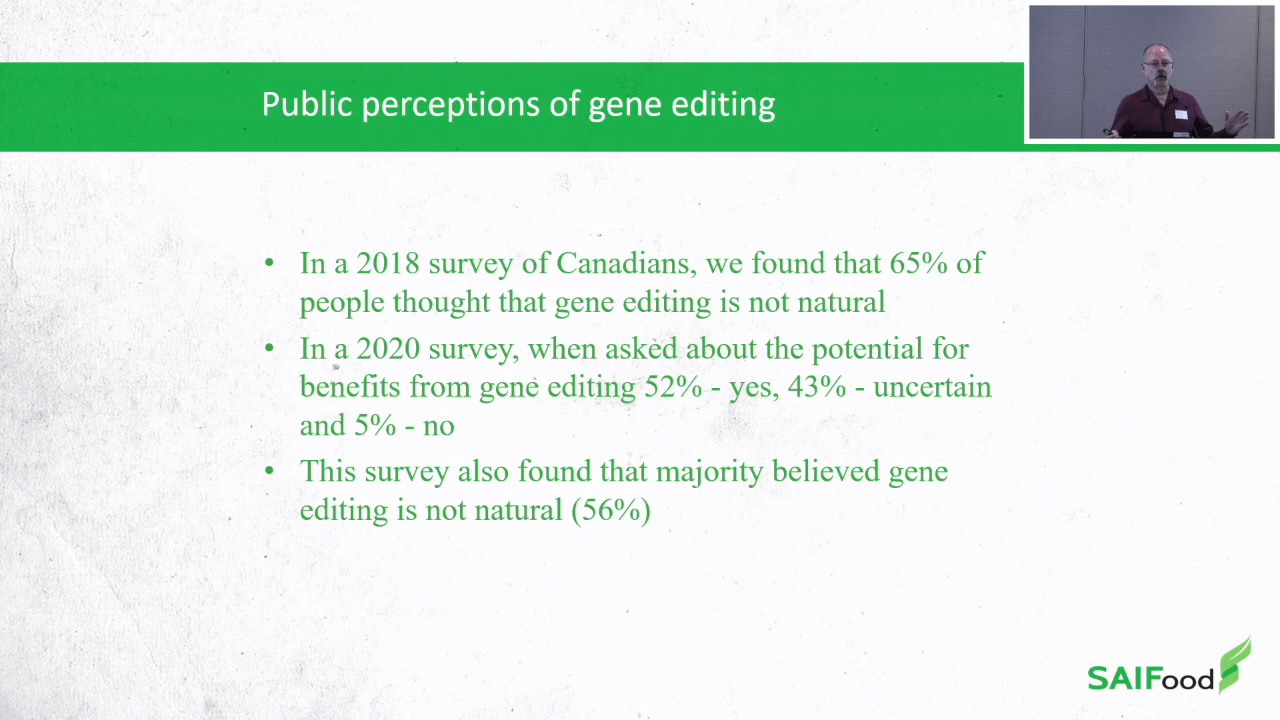 Public perceptions of gene editing
• In a 2018 survey of Canadians, we found that 65% of
people thought that gene editing is not natural
• In a 2020 survey, when asked about the potential for
benefits from gene editing 52% - yes, 43% - uncertain
and 5% - no
• This survey also found that majority believed gene
editing is not natural (56%)
SAIFood